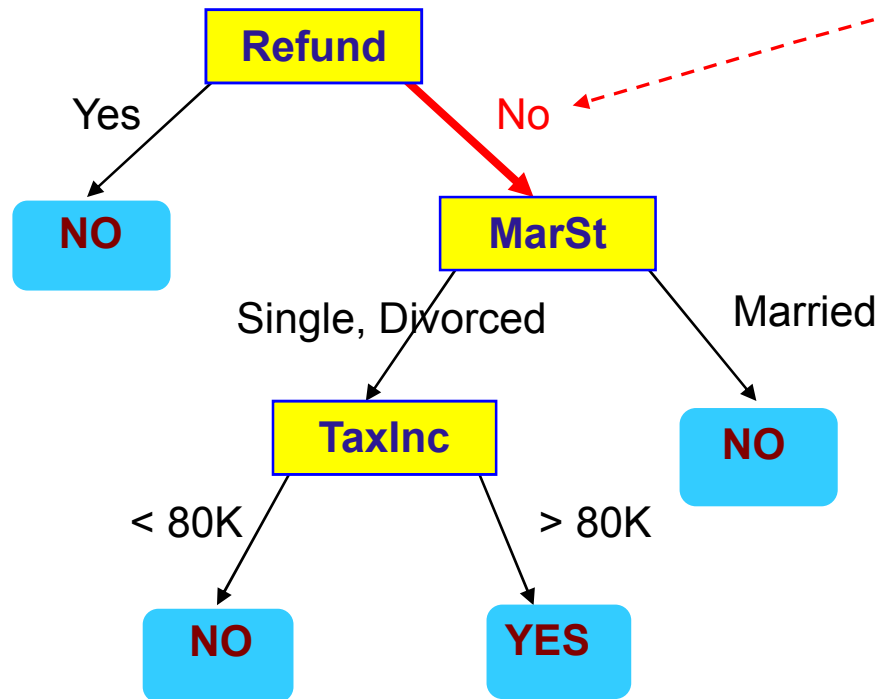 Refund
Yes
No
NO
MarSt
Single, Divorced
Married
TaxInc
NO
< 80K
> 80K
NO
YES